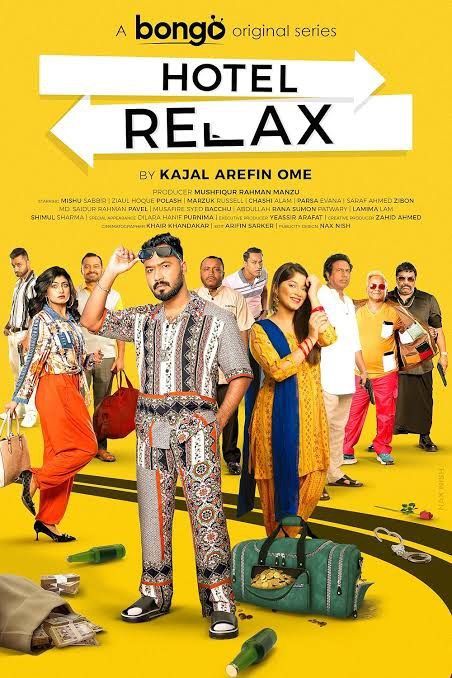 A bongo original series
HOTEL
RELAX
BY KAJAL AREFIN OME
PRODUCER MUSHFIQUR RAHMAN MANZU
STARRING MISHU SABBIR | ZIAUL HOQUE POLASH | MARZUK RUSSELL | CHASHI ALAM | PARSA EVANA | SARAF AHMED ZIBON
MD. SAIDUR RAHMAN PAVEL | MUSAFIRE SYED BACCHU | ABDULLAH RANA SUMON PATWARY | LAMIMA LAM
SHIMUL SHARMA | SPECIAL APPEARANCE DILARA HANIF PURNIMA | EXECUTIVE PRODUCER YEASSIR ARAFAT | CREATIVE PRODUCER ZAHID AHMED
CINEMATOGRAPHER KHAIR KHANDAKAR | EDIT ARIFIN SARKER | PUBLICITY DESIGN NAX NISH